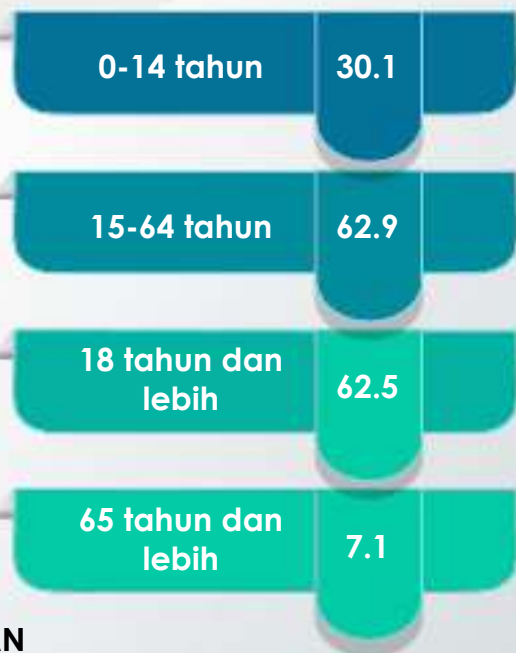 0-14 tahun 30.1
15-64 tahun 62.9
18 tahun dan
lebih
62.5
65 tahun dan
lebih
7.1